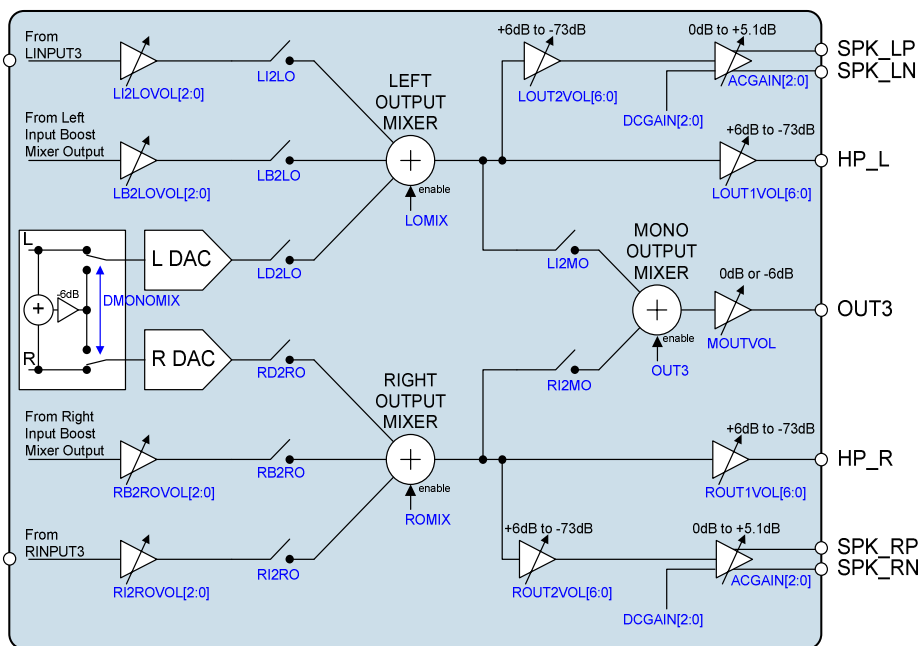 +6dB to -73dB
0dB to +5.1dB
From
LINPUT3
LI2LOVOL[2:0]
LI2LO
LEFT
OUTPUT
MIXER
LOUT2VOL[6:0]
ACGAIN[2:0]
DCGAIN[2:0]
SPK_LP
SPK_LN
From Left
Input Boost
Mixer Output
LB2LOVOL[2:0]
LB2LO
+
enable
LOMIX
+6dB to -73dB
LOUT1VOL[6:0]
HP_L
L
+
-6dB
R
DMONOMIX
L DAC
LD2LO
R DAC
RD2RO
LI2MO
MONO
OUTPUT
MIXER
+
enable
OUT3
RI2MO
0dB or -6dB
MOUTVOL
OUT3
RIGHT
OUTPUT
MIXER
+
enable
ROMIX
From Right
Input Boost
Mixer Output
RB2ROVOL[2:0]
RB2RO
+6dB to -73dB
ROUT1VOL[6:0]
HP_R
From
RINPUT3
RI2ROVOL[2:0]
RI2RO
+6dB to -73dB
ROUT2VOL[6:0]
0dB to +5.1dB
ACGAIN[2:0]
DCGAIN[2:0]
SPK_RP
SPK_RN